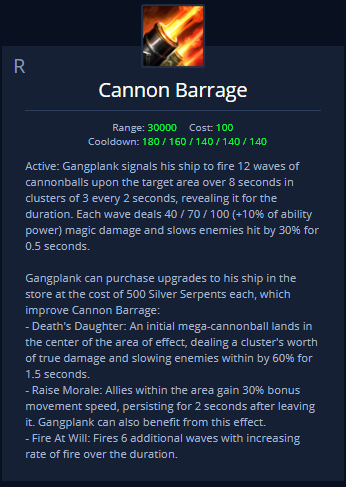 R
Cannon Barrage
Range: 30000 Cost: 100
Cooldown: 180 / 160 / 140 / 140 / 140
Active: Gangplank signals his ship to fire 12 waves of
cannonballs upon the target area over 8 seconds in
clusters of 3 every 2 seconds, revealing it for the
duration. Each wave deals 40 / 70 / 100 (+10% of ability
power) magic damage and slows enemies hit by 30% for
0.5 seconds.
Gangplank can purchase upgrades to his ship in the
store at the cost of 500 Silver Serpents each, which
improve Cannon Barrage:
- Death's Daughter: An initial mega-cannonball lands in
the center of the area of effect, dealing a cluster's worth
of true damage and slowing enemies within by 60% for
1.5 seconds.
- Raise Morale: Allies within the area gain 30% bonus
movement speed, persisting for 2 seconds after leaving
it. Gangplank can also benefit from this effect.
- Fire At Will: Fires 6 additional waves with increasing
rate of fire over the duration.